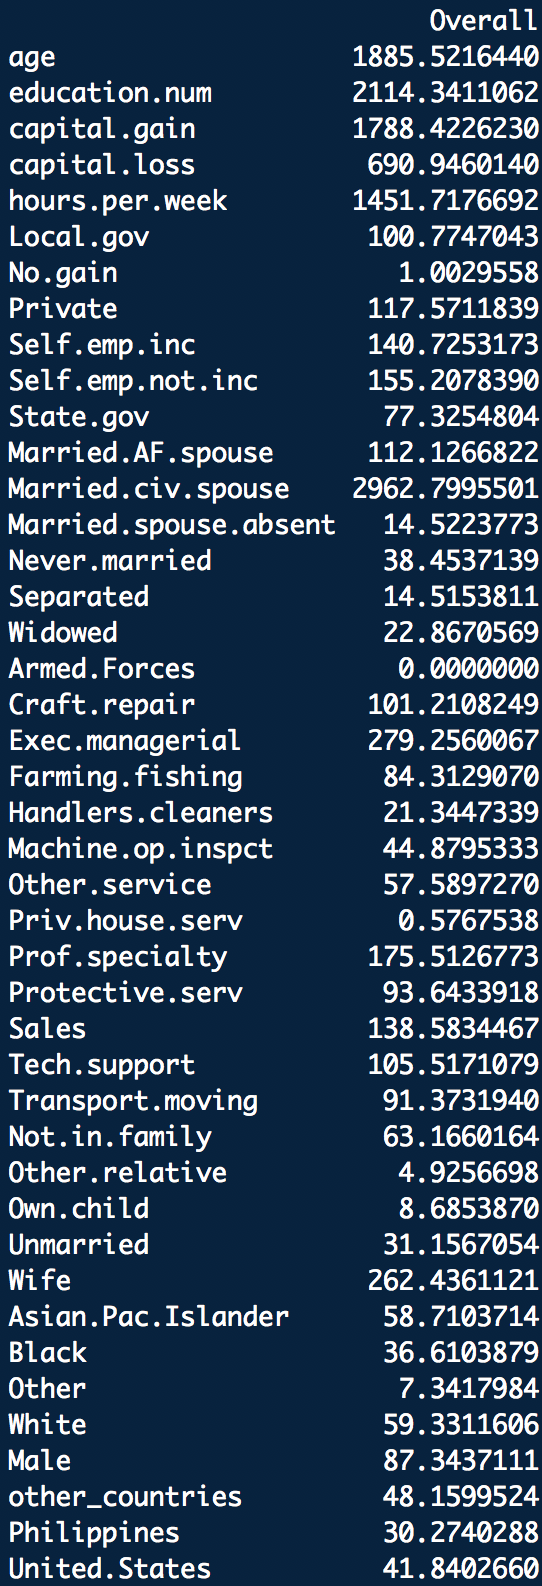 Overall
age 1885.5216440
education.num 2114.3411062
capital.gain 1788.4226230
capital.loss 690.9460140
hours.per.week 1451.7176692
Local.gov 100.7747043
No.gain 1.0029558
Private 117.5711839
Self.emp.inc 140.7253173
Self.emp.not.inc 155.2078390
State.gov 77.3254804
Married.AF.spouse 112.1266822
Married.civ.spouse 2962.7995501
Married.spouse.absent 14.5223773
Never.married 38.4537139
Separated 14.5153811
Widowed 22.8670569
Armed.Forces 0.0000000
Craft.repair 101.2108249
Exec.managerial 279.2560067
Farming.fishing 84.3129070
Handlers.cleaners 21.3447339
Machine.op.inspct 44.8795333
Other.service 57.5897270
Priv.house.serv 0.5767538
Prof.specialty 175.5126773
Protective.serv 93.6433918
Sales 138.5834467
Tech.support 105.5171079
Transport.moving 91.3731940
Not.in.family 63.1660164
Other.relative 4.9256698
Own.child 8.6853870
Unmarried 31.1567054
Wife 262.4361121
Asian.Pac.Islander 58.7103714
Black 36.6103879
Other 7.3417984
White 59.3311606
Male 87.3437111
other_countries 48.1599524
Philippines 30.2740288
United.States 41.8402660